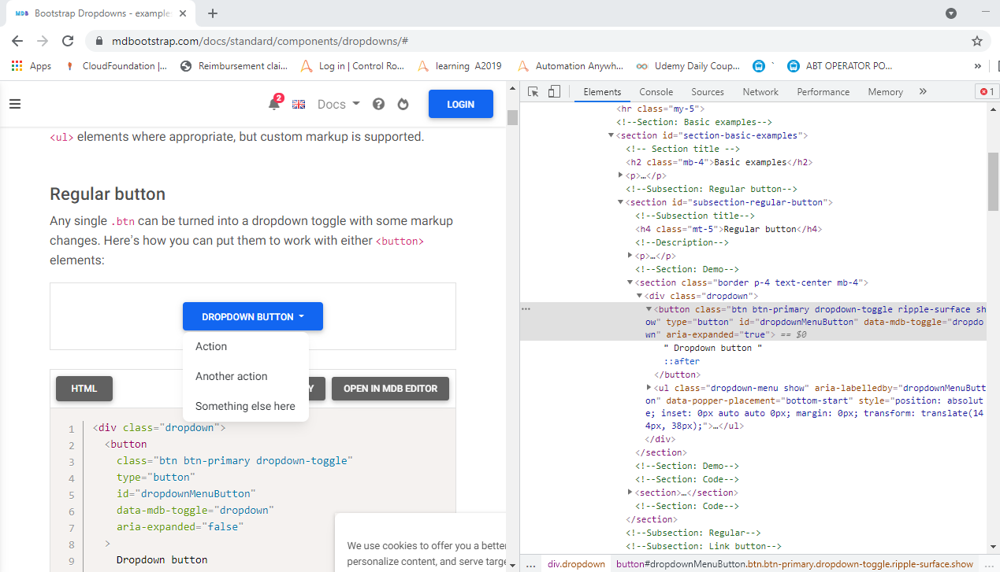 MDB Bootstrap Dropdowns - example
mdbootstrap.com/docs/standard/components/dropdowns/#
Apps CloudFoundation |... Reimbursement clai... Log in | Control Ro... learning A2019 Automation Anywh... Udemy Daily Coup... ` ABT OPERATOR PO... »
2 Docs LOGIN
<ul> elements where appropriate, but custom markup is supported.
Regular button
Any single .btn can be turned into a dropdown toggle with some markup
changes. Here's how you can put them to work with either <button>
elements:
DROPDOWN BUTTON
Action
Another action
Something else here
HTML Y OPEN IN MDB EDITOR
1 <div class="dropdown">
2 <button
3 class="btn btn-primary dropdown-toggle"
4 type="button"
5 id="dropdownMenuButton"
6 data-mdb-toggle="dropdown"
7 aria-expanded="false"
8 >
9 Dropdown button
We use cookies to offer you a better
personalize content, and serve targe
Elements Console Sources Network Performance Memory » 1
<hr class="my-5">
<!--Section: Basic examples-->
<section id="section-basic-examples">
<!-- Section title -->
<h2 class="mb-4">Basic examples</h2>
<p>…</p>
<!--Subsection: Regular button-->
<section id="subsection-regular-button">
<!--Subsection title-->
<h4 class="mt-5">Regular button</h4>
<!--Description-->
<p>…</p>
<!--Section: Demo-->
<section class="border p-4 text-center mb-4">
<div class="dropdown">
… <button class="btn btn-primary dropdown-toggle ripple-surface sh
ow" type="button" id="dropdownMenuButton" data-mdb-toggle="dropdo
wn" aria-expanded="true"> == $0
" Dropdown button "
::after
</button>
<ul class="dropdown-menu show" aria-labelledby="dropdownMenuButt
on" data-popper-placement="bottom-start" style="position: absolut
e; inset: 0px auto auto 0px; margin: 0px; transform: translate(14
4px, 38px);">…</ul>
</div>
</section>
<!--Section: Demo-->
<!--Section: Code-->
<section>…</section>
<!--Section: Code-->
</section>
<!--Section: Regular-->
<!--Subsection: Link button-->
… div.dropdown button#dropdownMenuButton.btn.btn-primary.dropdown-toggle.ripple-surface.show …